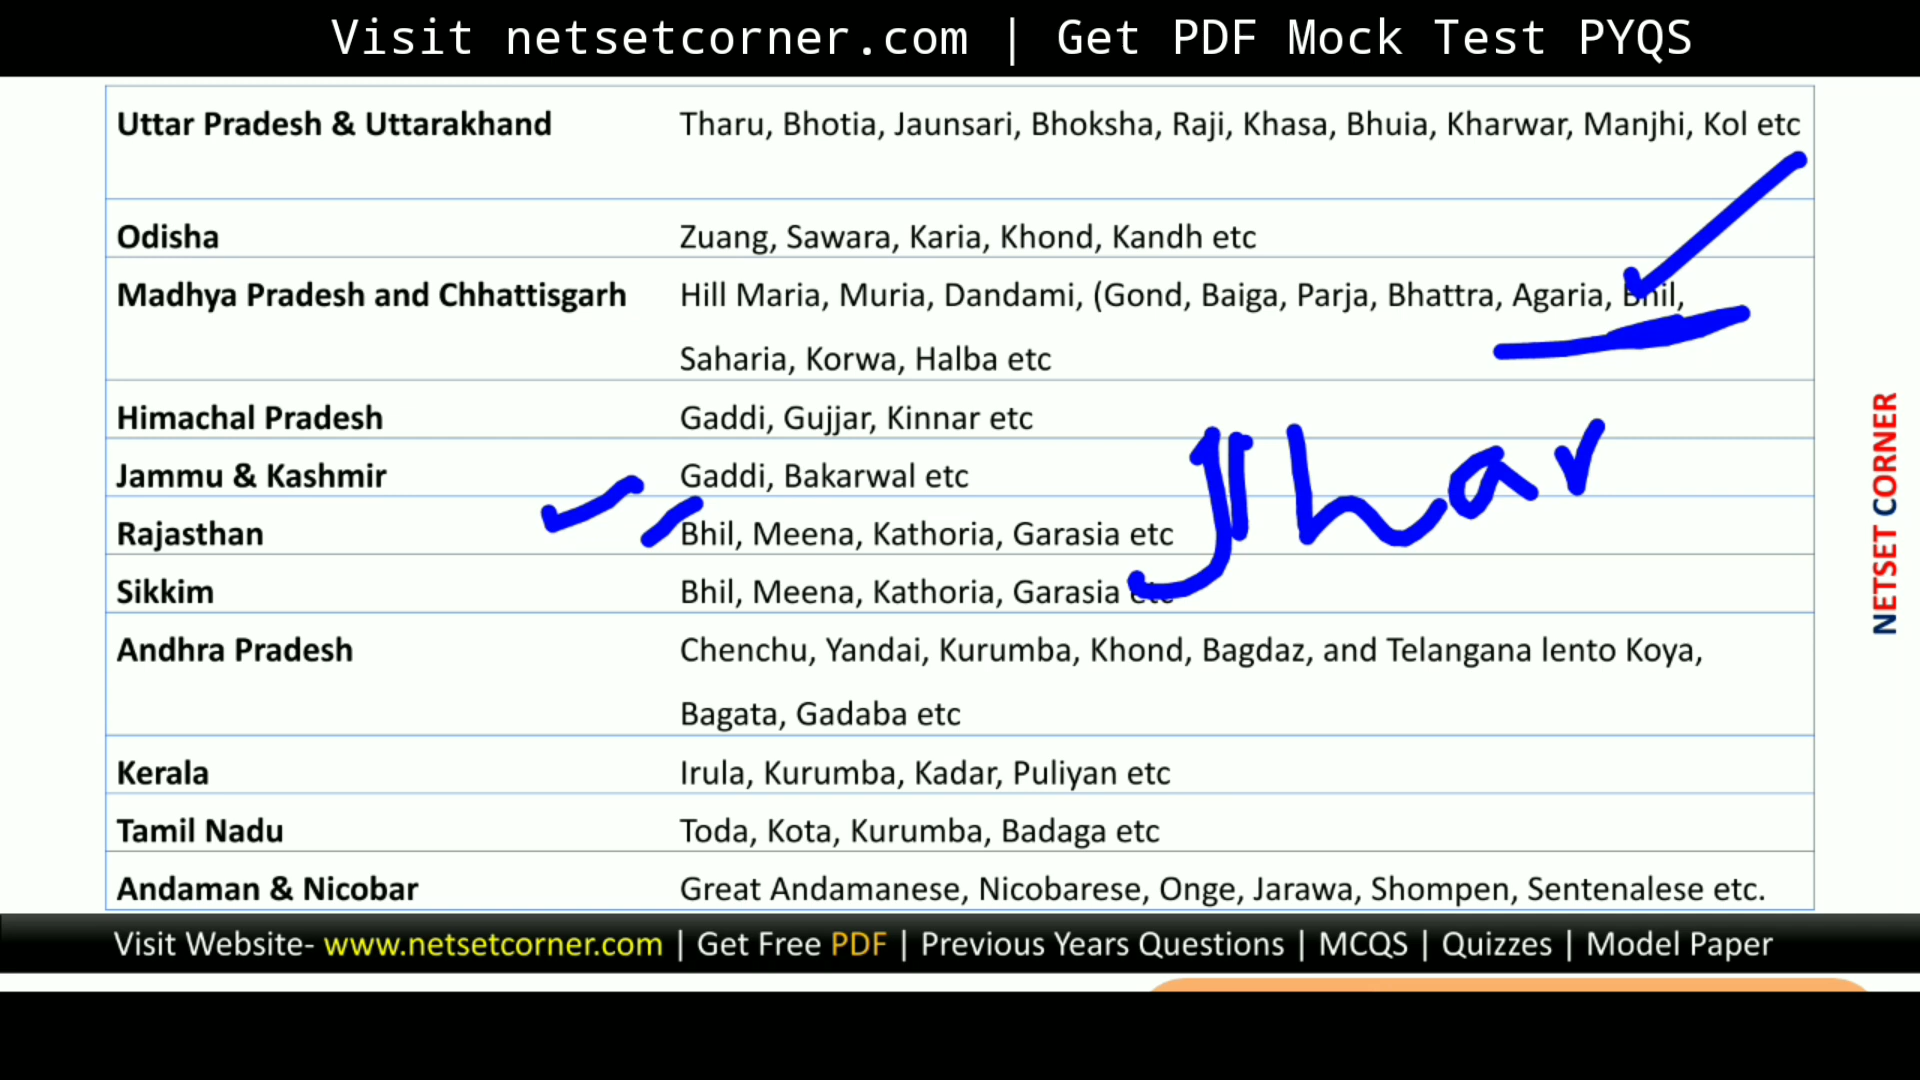 Visit netsetcorner.com | Get PDF Mock Test PYQS
Uttar Pradesh & Uttarakhand Tharu, Bhotia, Jaunsari, Bhoksha, Raji, Khasa, Bhuia, Kharwar, Manjhi, Kol etc
Odisha Zuang, Sawara, Karia, Khond, Kandh etc
Madhya Pradesh and Chhattisgarh Hill Maria, Muria, Dandami, (Gond, Baiga, Parja, Bhattra, Agaria, Bhil,
Saharia, Korwa, Halba etc
Himachal Pradesh Gaddi, Gujjar, Kinnar etc
Jammu & Kashmir Gaddi, Bakarwal etc
Jhar
Rajasthan Bhil, Meena, Kathoria, Garasia etc
Sikkim Bhil, Meena, Kathoria, Garasia etc
Andhra Pradesh Chenchu, Yandai, Kurumba, Khond, Bagdaz, and Telangana lento Koya,
Bagata, Gadaba etc
Kerala Irula, Kurumba, Kadar, Puliyan etc
Tamil Nadu Toda, Kota, Kurumba, Badaga etc
Andaman & Nicobar Great Andamanese, Nicobarese, Onge, Jarawa, Shompen, Sentenalese etc.
NETSET CORNER
Visit Website- www.netsetcorner.com | Get Free PDF | Previous Years Questions | MCQS | Quizzes | Model Paper